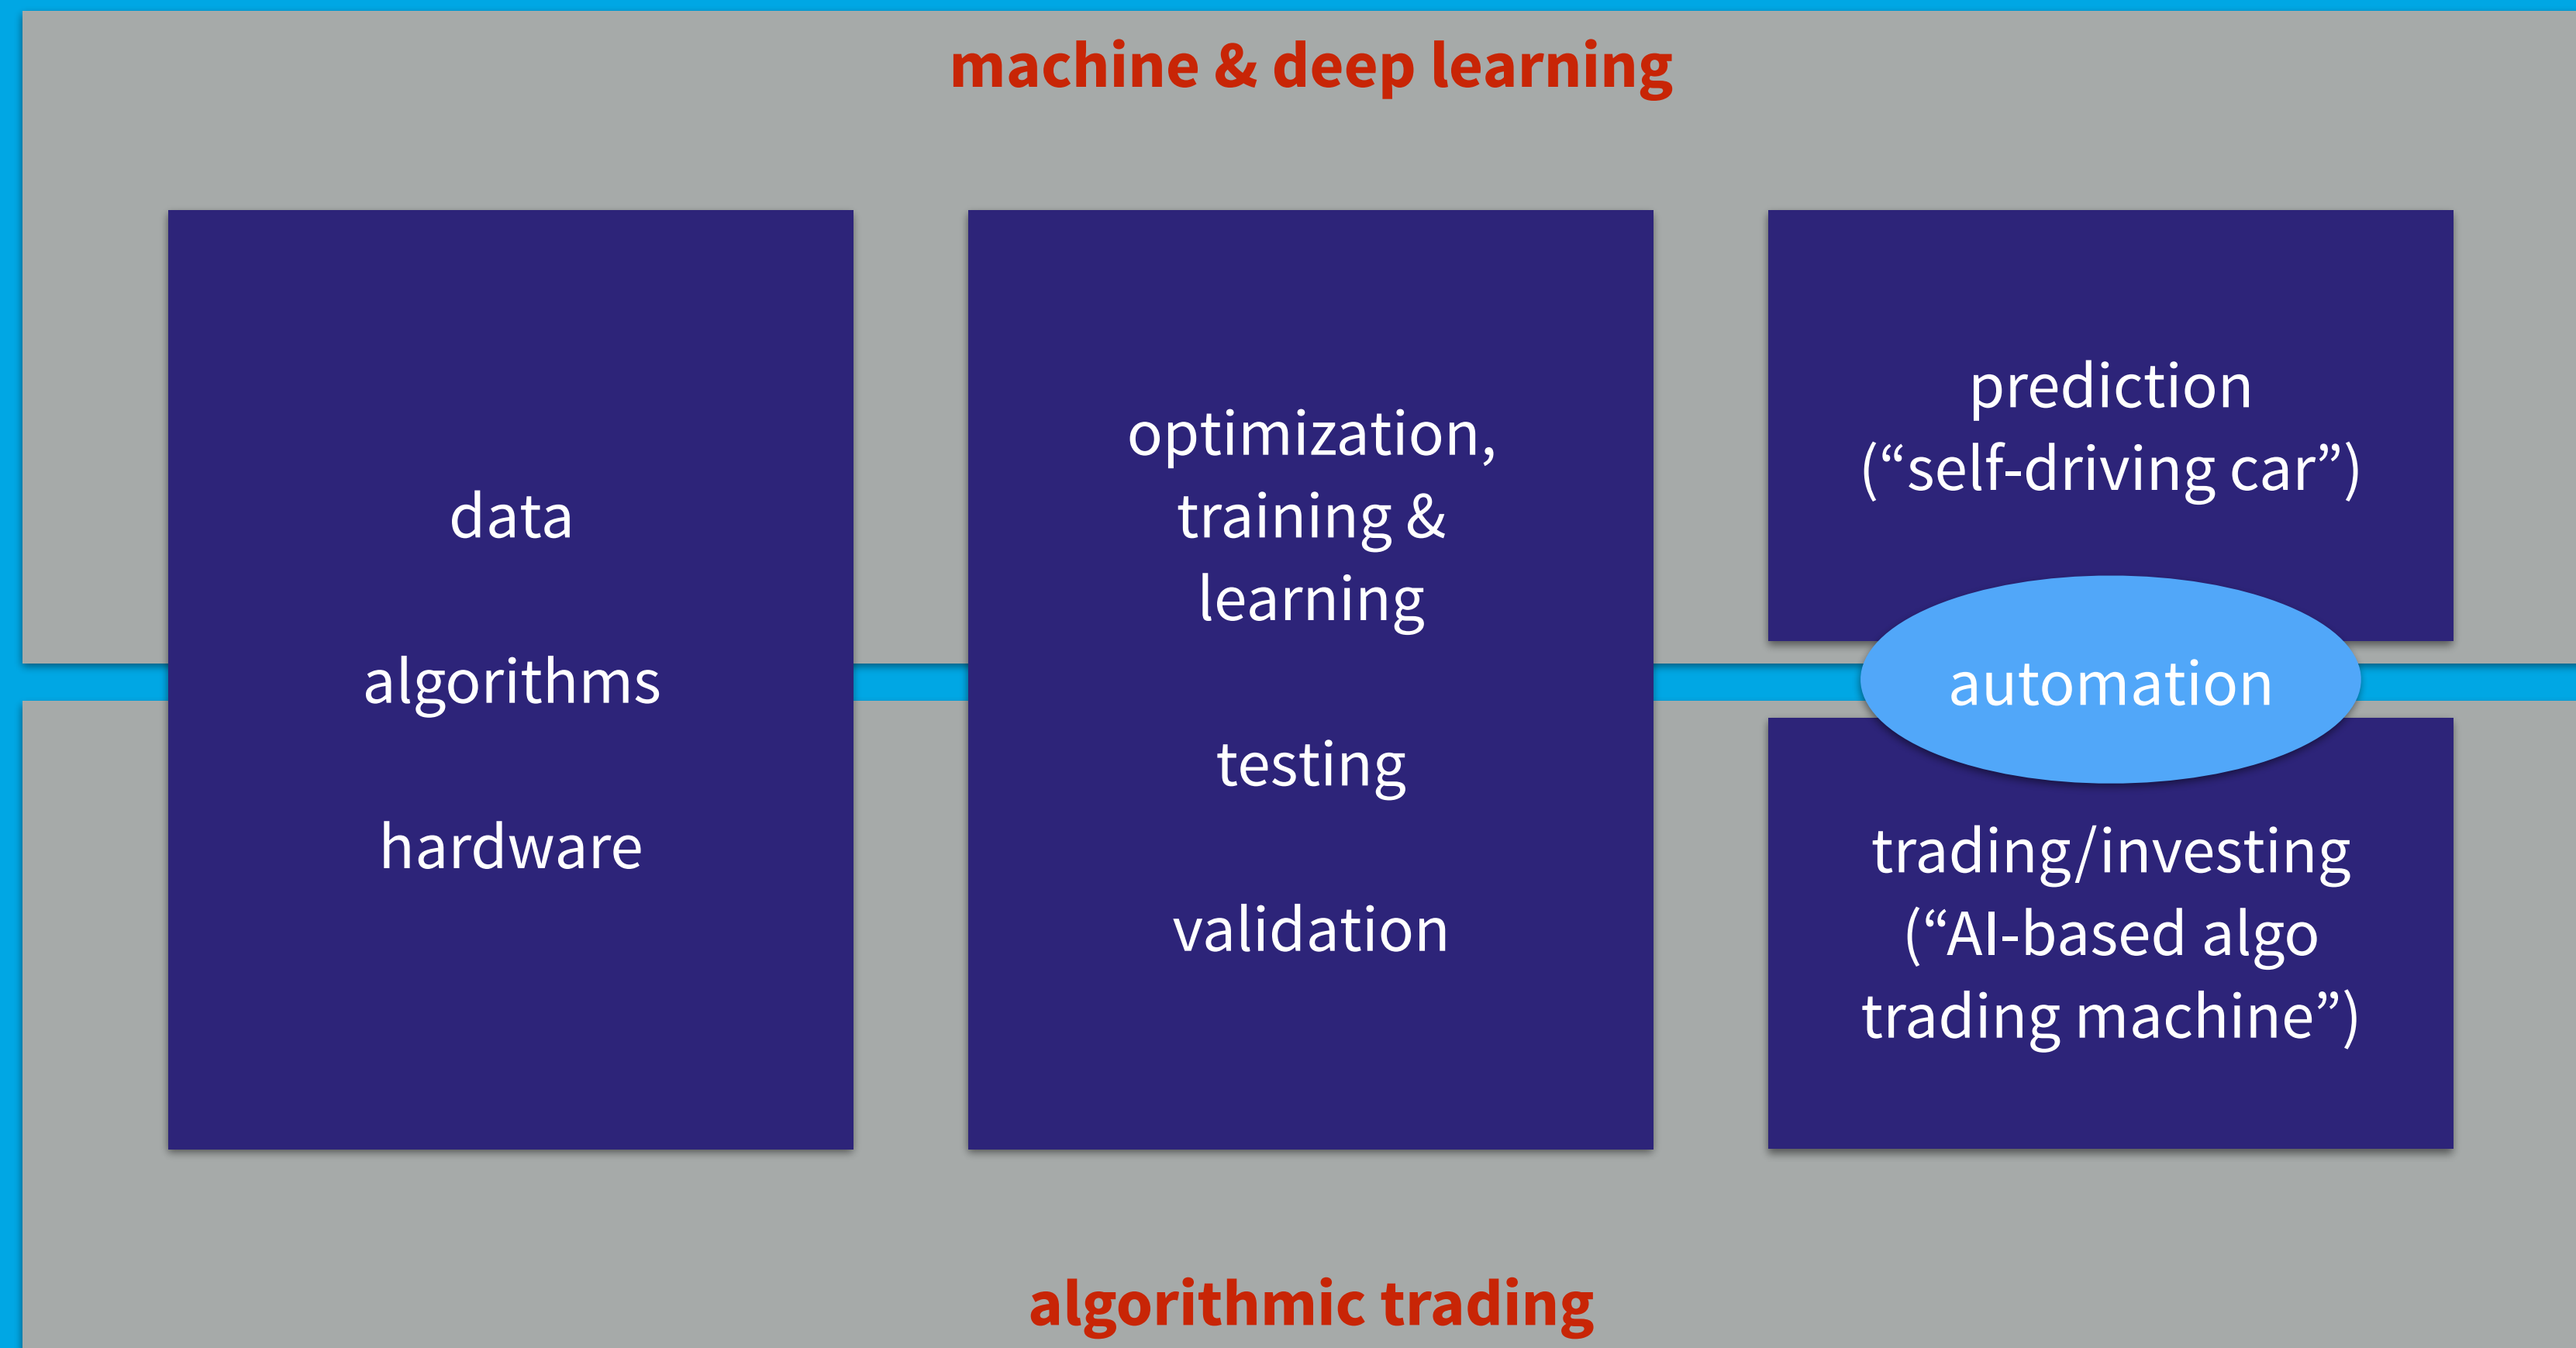 machine & deep learning
data
algorithms
hardware
optimization,
training &
learning
testing
validation
prediction
(“self-driving car”)
automation
trading/investing
(“AI-based algo
trading machine”)
algorithmic trading